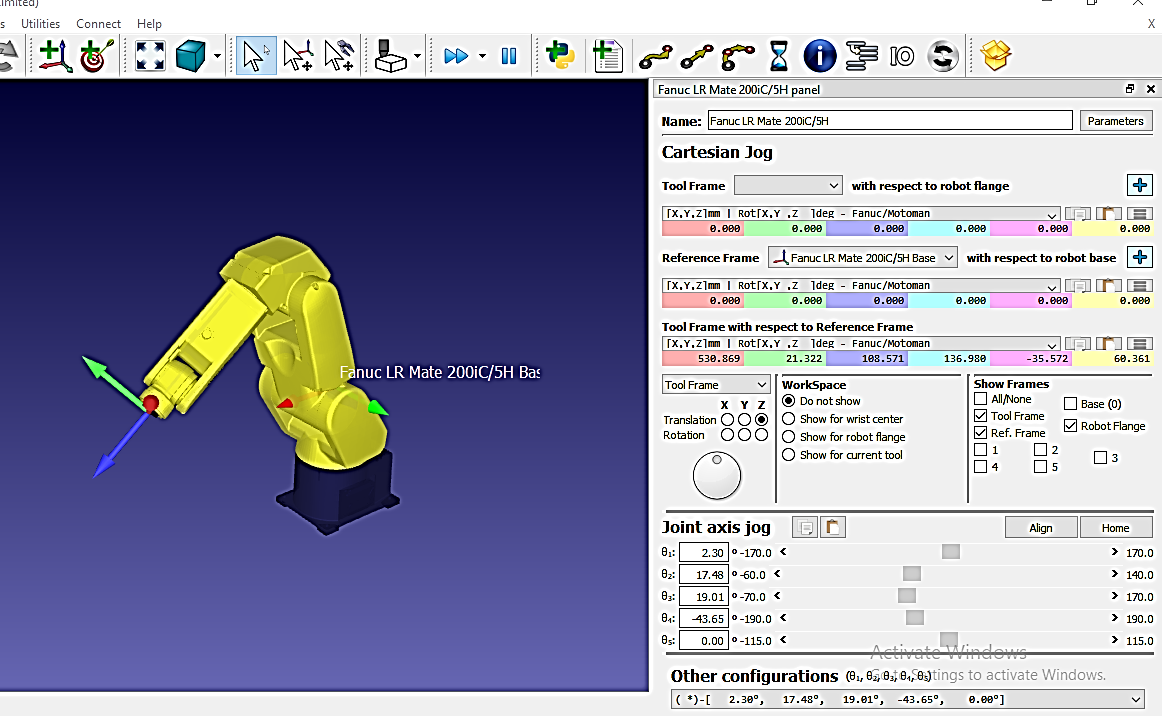 Limited)
s Utilities Connect Help X
IO
Fanuc LR Mate 200iC/5H panel
Name: Fanuc LR Mate 200iC/5H Parameters
Cartesian Jog
Tool Frame with respect to robot flange
[X,Y,Z]mm | Rot[X,Y ,Z ]deg - Fanuc/Motoman
0.000 0.000 0.000 0.000 0.000 0.000
Reference Frame Fanuc LR Mate 200iC/5H Base with respect to robot base
[X,Y,Z]mm | Rot[X,Y ,Z ]deg - Fanuc/Motoman
0.000 0.000 0.000 0.000 0.000 0.000
Tool Frame with respect to Reference Frame
[X,Y,Z]mm | Rot[X,Y ,Z ]deg - Fanuc/Motoman
530.869 21.322 108.571 136.980 -35.572 60.361
Fanuc LR Mate 200iC/5H Bas
Tool Frame
X Y Z
Translation
Rotation
WorkSpace
Do not show
Show for wrist center
Show for robot flange
Show for current tool
Show Frames
All/None
Base (0)
Tool Frame
Robot Flange
Ref. Frame
1 2 3
4 5
Joint axis jog Align Home
θ₁: 2.30 º -170.0 < > 170.0
θ₂: 17.48 º -60.0 < > 140.0
θ₃: 19.01 º -70.0 < > 170.0
θ₄: -43.65 º -190.0 < > 190.0
θ₅: 0.00 º -115.0 < > 115.0
Activate Windows
Go to Settings to activate Windows.
Other configurations (θ₁, θ₂, θ₃, θ₄, θ₅)
( *)-[ 2.30°, 17.48°, 19.01°, -43.65°, 0.00°]